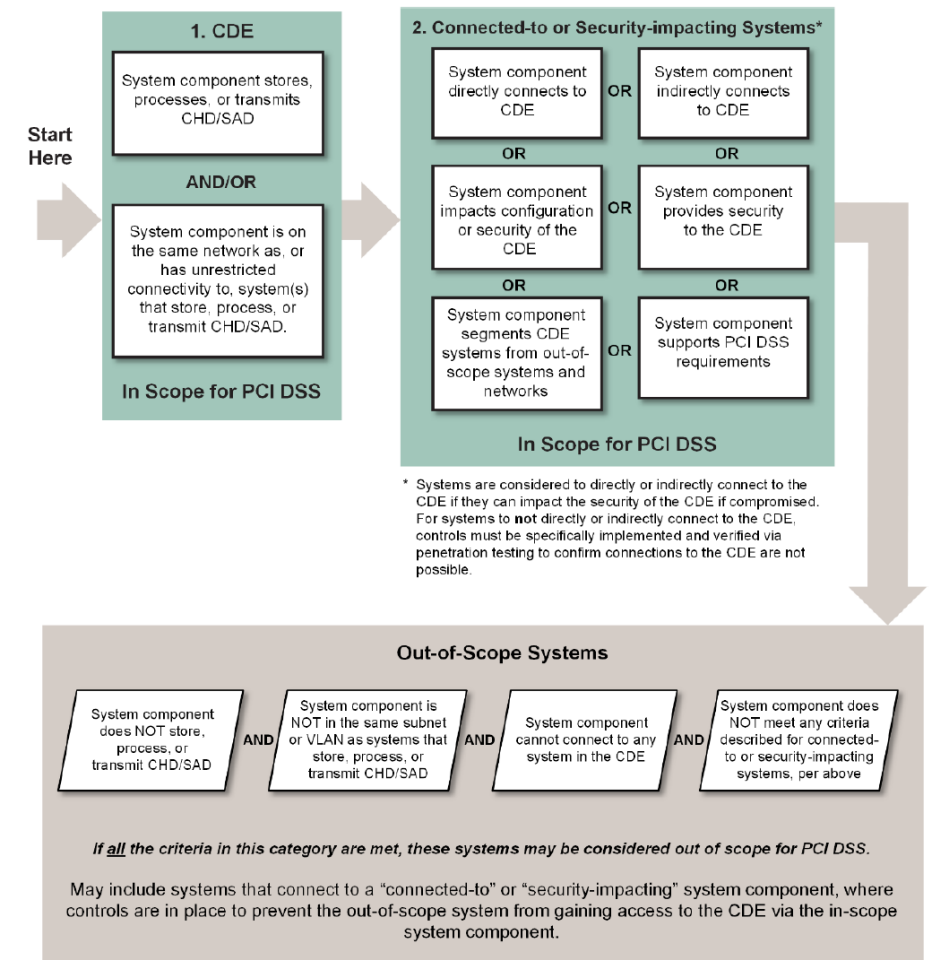 1. CDE
System component stores,
processes, or transmits
CHD/SAD
Start
Here
AND/OR
System component is on
the same network as, or
has unrestricted
connectivity to, system(s)
that store, process, or
transmit CHD/SAD.
In Scope for PCI DSS
2. Connected-to or Security-impacting Systems*
System component
directly connects to
CDE
OR
System component
indirectly connects
to CDE
OR
OR
System component
impacts configuration
or security of the
CDE
OR
System component
provides security
to the CDE
OR
OR
System component
segments CDE
systems from out-of-
scope systems and
networks
OR
System component
supports PCI DSS
requirements
In Scope for PCI DSS
* Systems are considered to directly or indirectly connect to the
CDE if they can impact the security of the CDE if compromised.
For systems to not directly or indirectly connect to the CDE,
controls must be specifically implemented and verified via
penetration testing to confirm connections to the CDE are not
possible.
Out-of-Scope Systems
System component
does NOT store,
process, or
transmit CHD/SAD
AND
System component is
NOT in the same subnet
or VLAN as systems that
store, process, or
transmit CHD/SAD
AND
System component
cannot connect to any
system in the CDE
AND
System component does
NOT meet any criteria
described for connected-
to or security-impacting
systems, per above
If all the criteria in this category are met, these systems may be considered out of scope for PCI DSS.
May include systems that connect to a “connected-to” or “security-impacting” system component, where
controls are in place to prevent the out-of-scope system from gaining access to the CDE via the in-scope
system component.